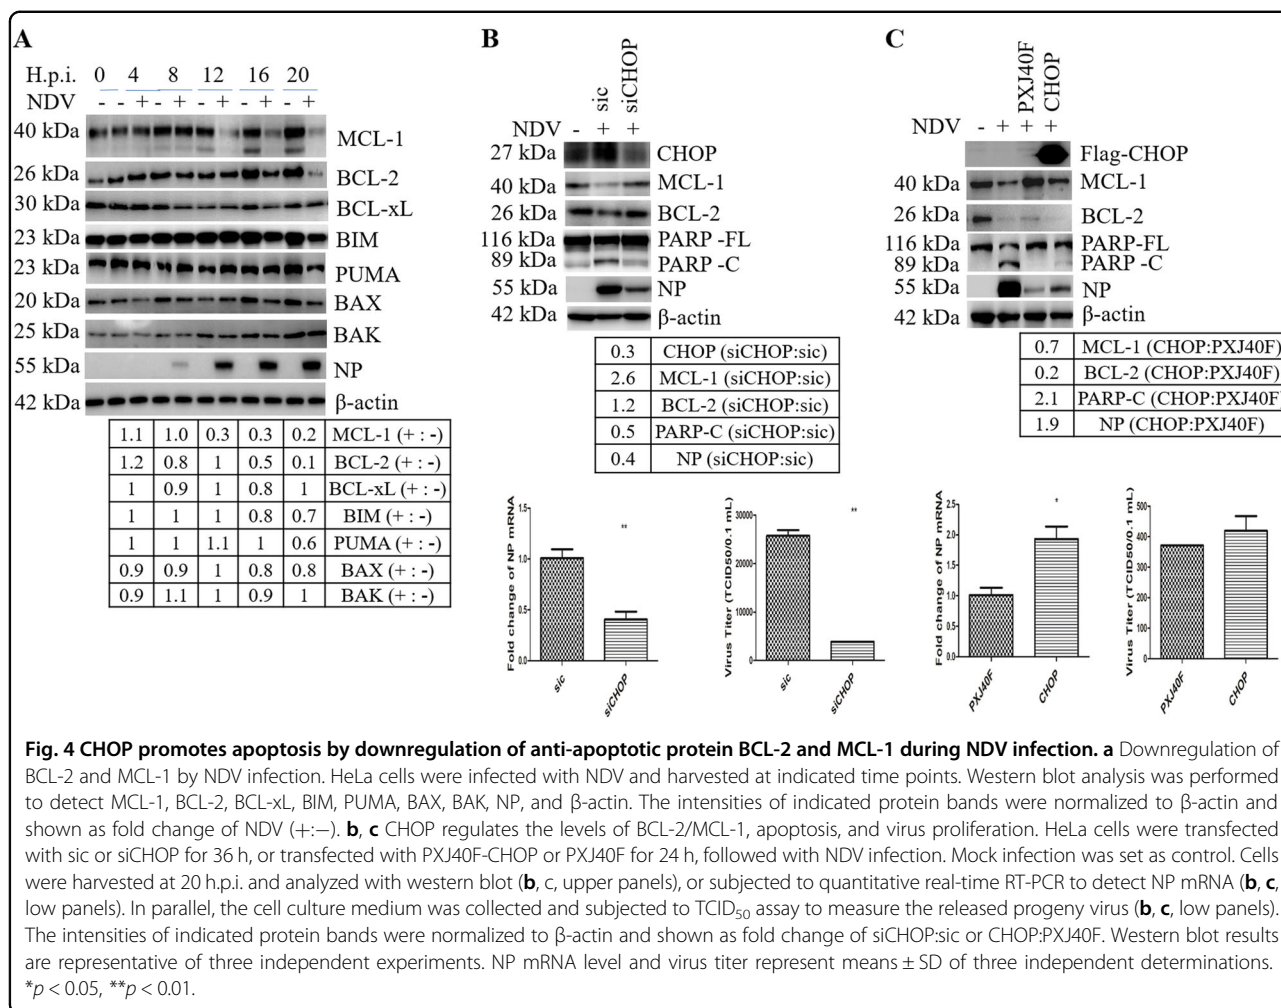 A
H.p.i. 0 4 8 12 16 20
NDV - - + - + - + - + - +
40 kDa MCL-1
26 kDa BCL-2
30 kDa BCL-xL
23 kDa BIM
23 kDa PUMA
20 kDa BAX
25 kDa BAK
55 kDa NP
42 kDa β-actin
1.1 1.0 0.3 0.3 0.2 MCL-1 (+ : -)
1.2 0.8 1 0.5 0.1 BCL-2 (+ : -)
1 0.9 1 0.8 1 BCL-xL (+ : -)
1 1 1 0.8 0.7 BIM (+ : -)
1 1 1.1 1 0.6 PUMA (+ : -)
0.9 0.9 1 0.8 0.8 BAX (+ : -)
0.9 1.1 1 0.9 1 BAK (+ : -)
B
sic siCHOP
NDV - + +
27 kDa CHOP
40 kDa MCL-1
26 kDa BCL-2
116 kDa PARP -FL
89 kDa PARP -C
55 kDa NP
42 kDa β-actin
0.3 CHOP (siCHOP:sic)
2.6 MCL-1 (siCHOP:sic)
1.2 BCL-2 (siCHOP:sic)
0.5 PARP-C (siCHOP:sic)
0.4 NP (siCHOP:sic)
Fold change of NP mRNA
1.5
1.0
0.5
0.0
**
sic siCHOP
Virus Titer (TCID50/0.1 mL)
30000
20000
10000
0
**
sic siCHOP
C
PXJ40F CHOP
NDV - + + +
Flag-CHOP
40 kDa MCL-1
26 kDa BCL-2
116 kDa PARP-FL
89 kDa PARP -C
55 kDa NP
42 kDa β-actin
0.7 MCL-1 (CHOP:PXJ40F)
0.2 BCL-2 (CHOP:PXJ40F)
2.1 PARP-C (CHOP:PXJ40F)
1.9 NP (CHOP:PXJ40F)
Fold change of NP mRNA
2.5
2.0
1.5
1.0
0.5
0.0
*
PXJ40F CHOP
Virus Titer (TCID50/0.1 mL)
500
400
300
200
100
0
PXJ40F CHOP
Fig. 4 CHOP promotes apoptosis by downregulation of anti-apoptotic protein BCL-2 and MCL-1 during NDV infection. a Downregulation of
BCL-2 and MCL-1 by NDV infection. HeLa cells were infected with NDV and harvested at indicated time points. Western blot analysis was performed
to detect MCL-1, BCL-2, BCL-xL, BIM, PUMA, BAX, BAK, NP, and β-actin. The intensities of indicated protein bands were normalized to β-actin and
shown as fold change of NDV (+:−). b, c CHOP regulates the levels of BCL-2/MCL-1, apoptosis, and virus proliferation. HeLa cells were transfected
with sic or siCHOP for 36 h, or transfected with PXJ40F-CHOP or PXJ40F for 24 h, followed with NDV infection. Mock infection was set as control. Cells
were harvested at 20 h.p.i. and analyzed with western blot (b, c, upper panels), or subjected to quantitative real-time RT-PCR to detect NP mRNA (b, c,
low panels). In parallel, the cell culture medium was collected and subjected to TCID50 assay to measure the released progeny virus (b, c, low panels).
The intensities of indicated protein bands were normalized to β-actin and shown as fold change of siCHOP:sic or CHOP:PXJ40F. Western blot results
are representative of three independent experiments. NP mRNA level and virus titer represent means ± SD of three independent determinations.
*p < 0.05, **p < 0.01.